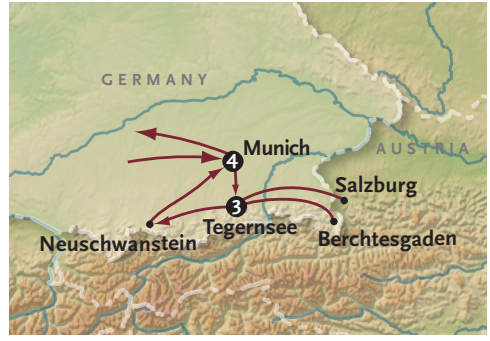 GERMANY
4 Munich
AUSTRIA
Salzburg
3
Tegernsee
Neuschwanstein
Berchtesgaden